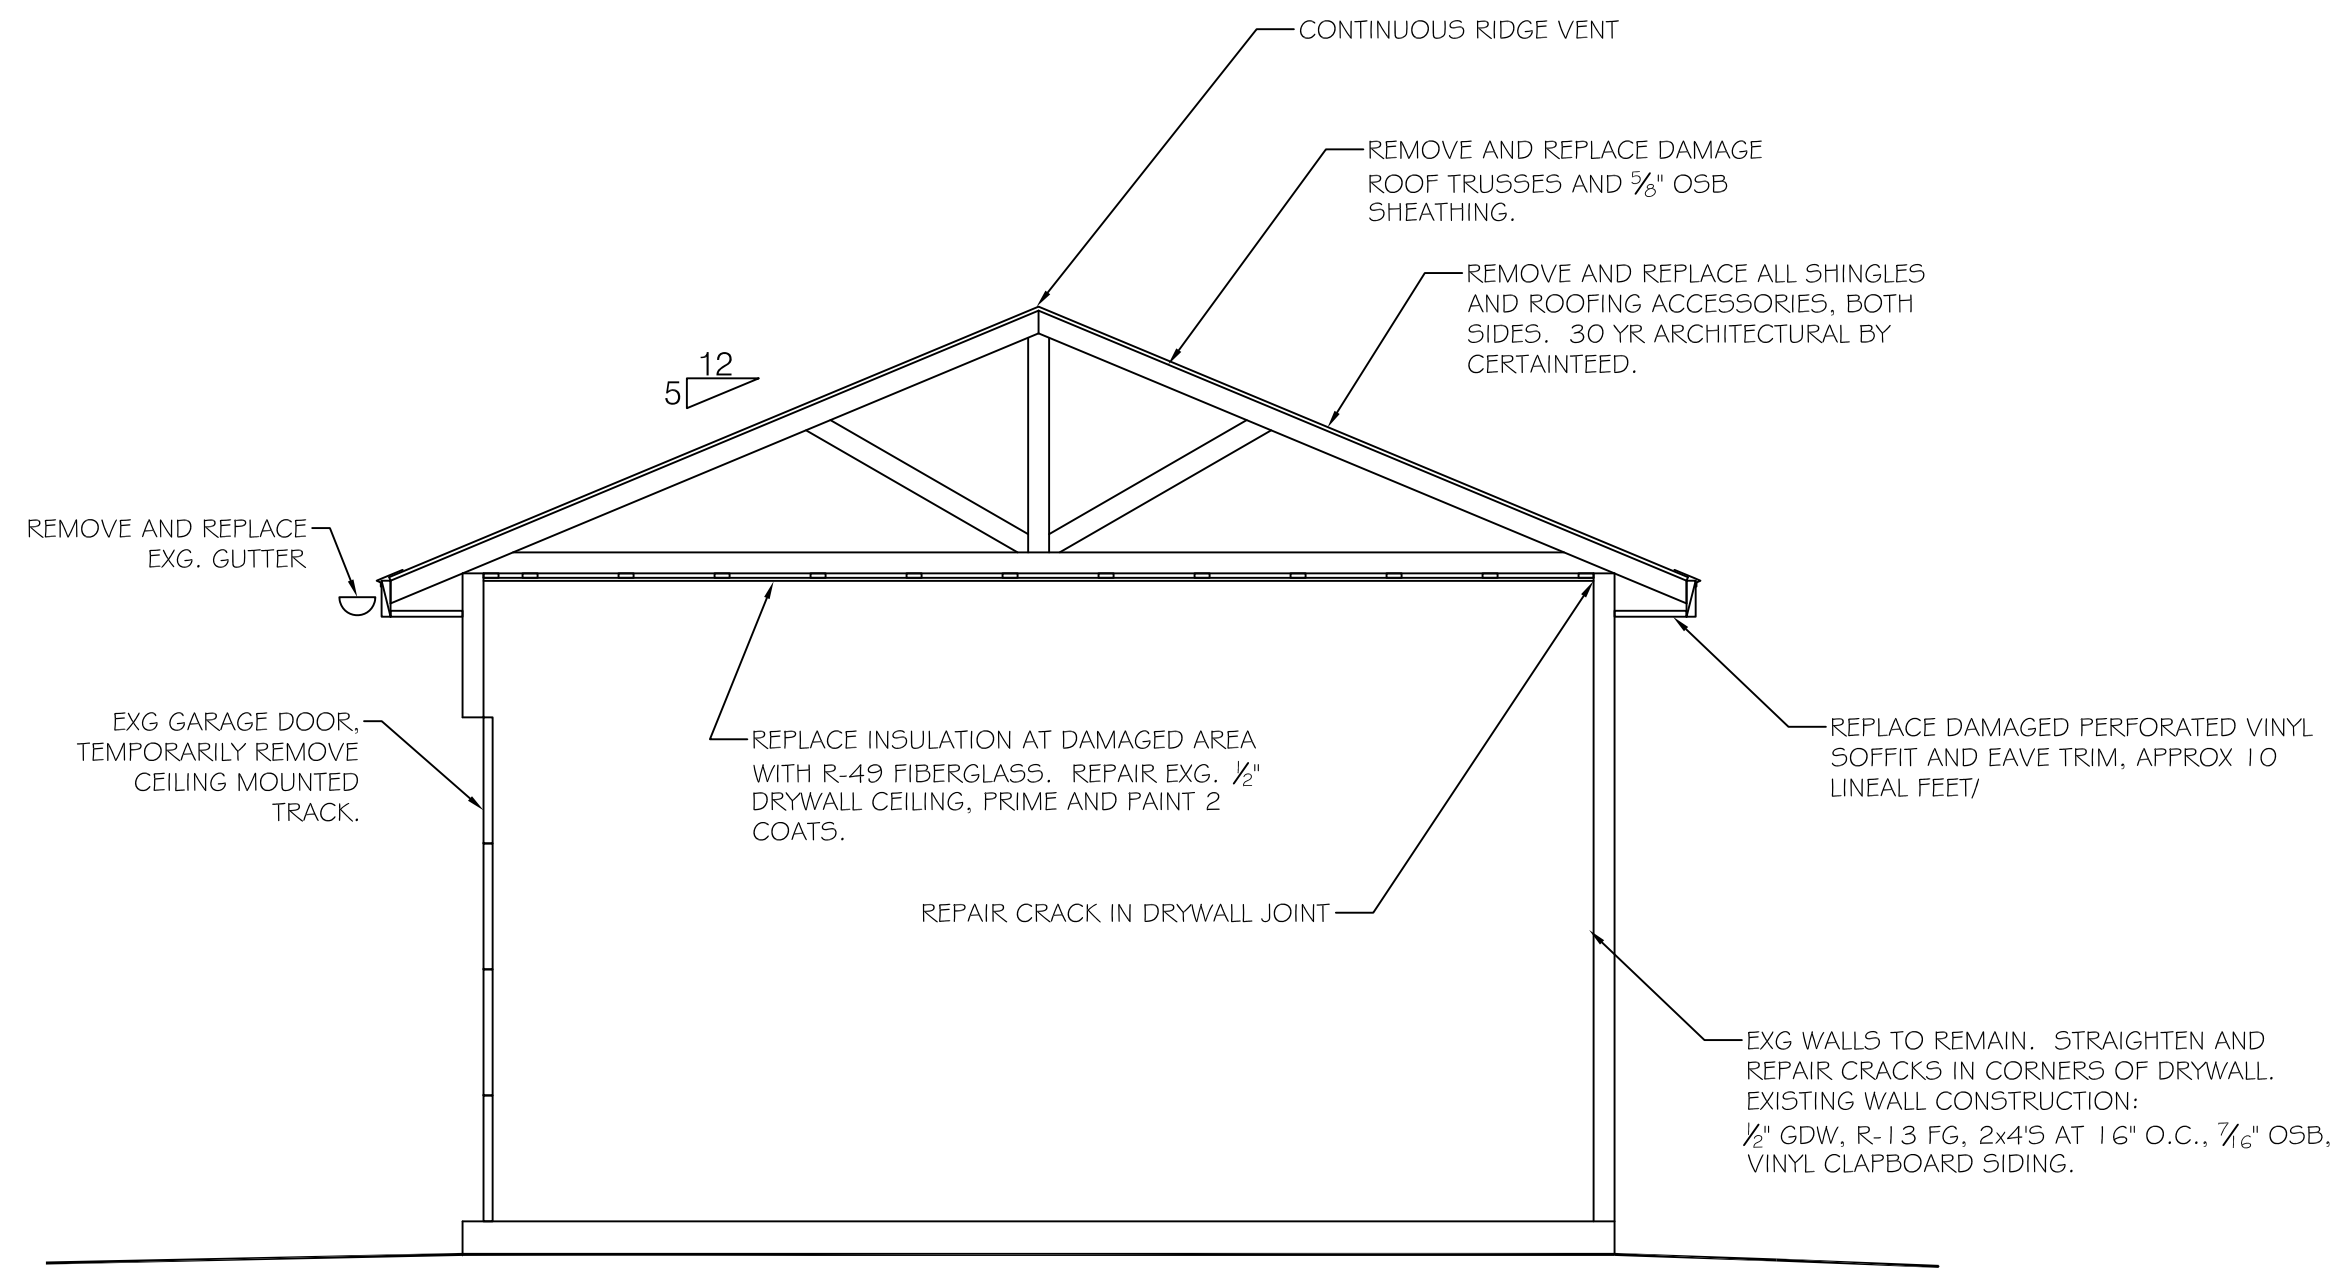 CONTINUOUS RIDGE VENT
REMOVE AND REPLACE DAMAGE
ROOF TRUSSES AND 5/8" OSB
SHEATHING.
REMOVE AND REPLACE ALL SHINGLES
AND ROOFING ACCESSORIES, BOTH
SIDES. 30 YR ARCHITECTURAL BY
CERTAINTEED.
12
5
REMOVE AND REPLACE
EXG. GUTTER
EXG GARAGE DOOR,
TEMPORARILY REMOVE
CEILING MOUNTED
TRACK.
REPLACE INSULATION AT DAMAGED AREA
WITH R-49 FIBERGLASS. REPAIR EXG. 1/2"
DRYWALL CEILING, PRIME AND PAINT 2
COATS.
REPLACE DAMAGED PERFORATED VINYL
SOFFIT AND EAVE TRIM, APPROX 10
LINEAL FEET/
REPAIR CRACK IN DRYWALL JOINT
EXG WALLS TO REMAIN. STRAIGHTEN AND
REPAIR CRACKS IN CORNERS OF DRYWALL.
EXISTING WALL CONSTRUCTION:
1/2" GDW, R-13 FG, 2x4'S AT 16" O.C., 7/16" OSB,
VINYL CLAPBOARD SIDING.